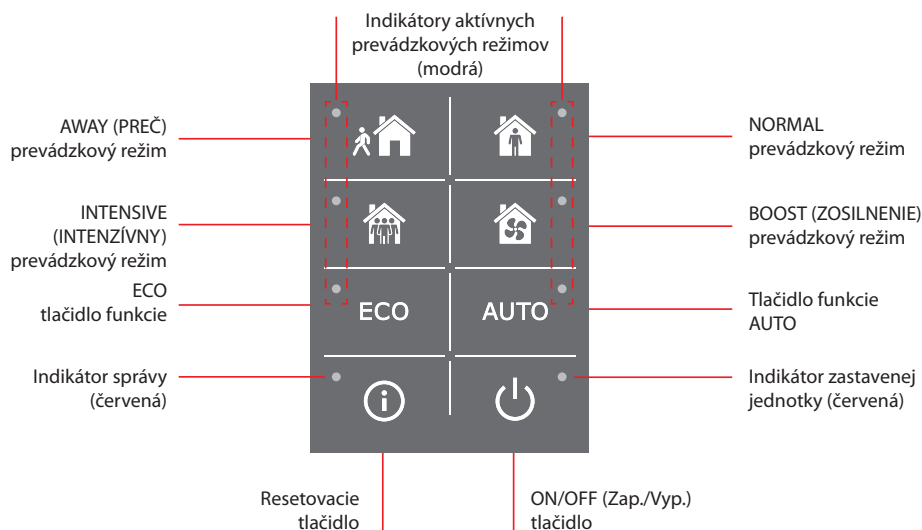 Indikátory aktívnych
prevádzkových režimov
(modrá)
AWAY (PREČ)
prevádzkový režim
NORMAL
prevádzkový režim
INTENSIVE
(INTENZÍVNY)
prevádzkový režim
BOOST (ZOSILNENIE)
prevádzkový režim
ECO
tlačidlo funkcie
ECO
AUTO
Tlačidlo funkcie
AUTO
Indikátor správy
(červená)
i
Indikátor zastavenej
jednotky (červená)
Resetovacie
tlačidlo
ON/OFF (Zap./Vyp.)
tlačidlo